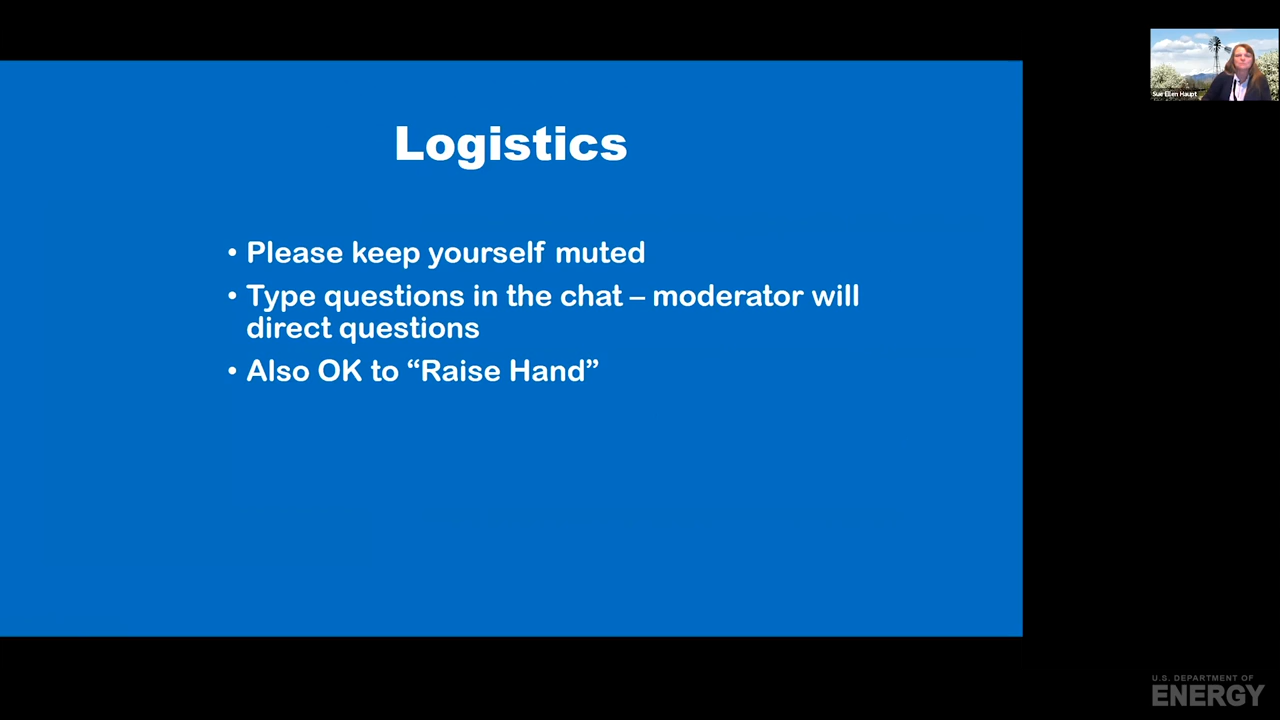 Logistics
• Please keep yourself muted
• Type questions in the chat – moderator will
direct questions
• Also OK to “Raise Hand”
Sue Ellen Haupt
U.S. DEPARTMENT OF
ENERGY